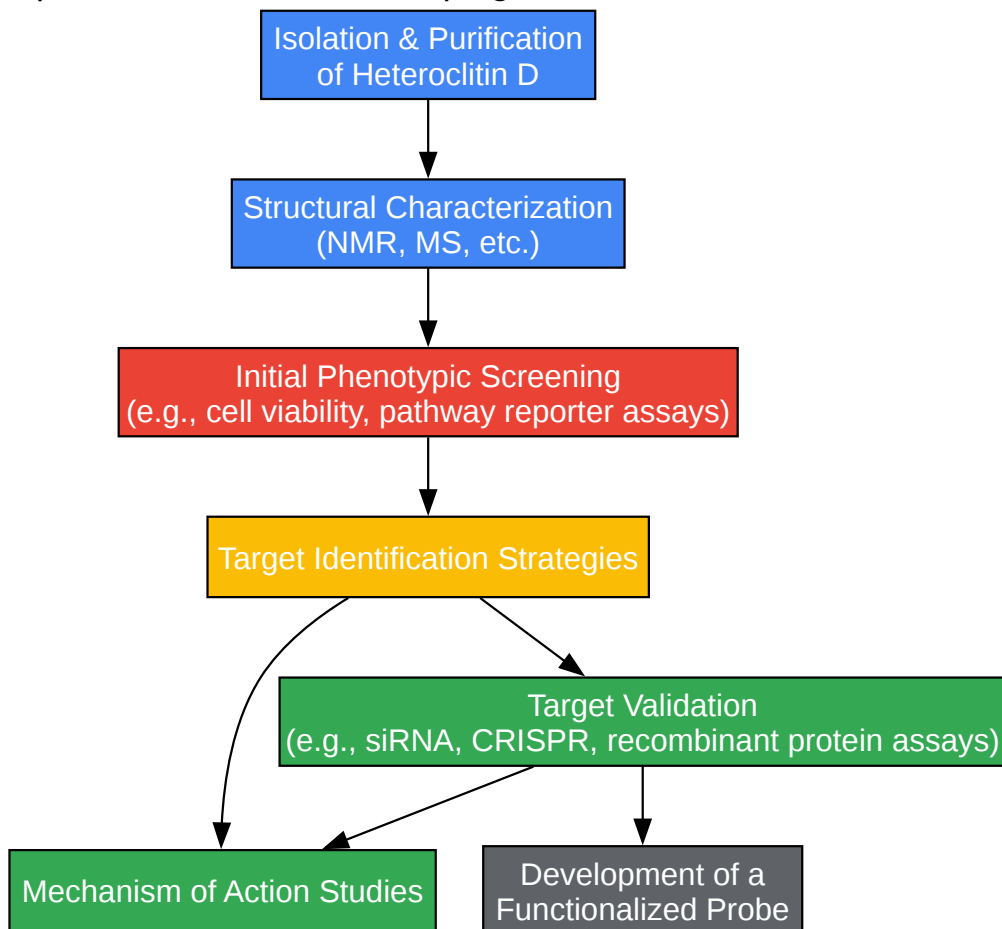 Isolation & Purification
of Heteroclitin D
Structural Characterization
(NMR, MS, etc.)
Initial Phenotypic Screening
(e.g., cell viability, pathway reporter assays)
Target Identification Strategies
Target Validation
(e.g., siRNA, CRISPR, recombinant protein assays)
Mechanism of Action Studies
Development of a
Functionalized Probe